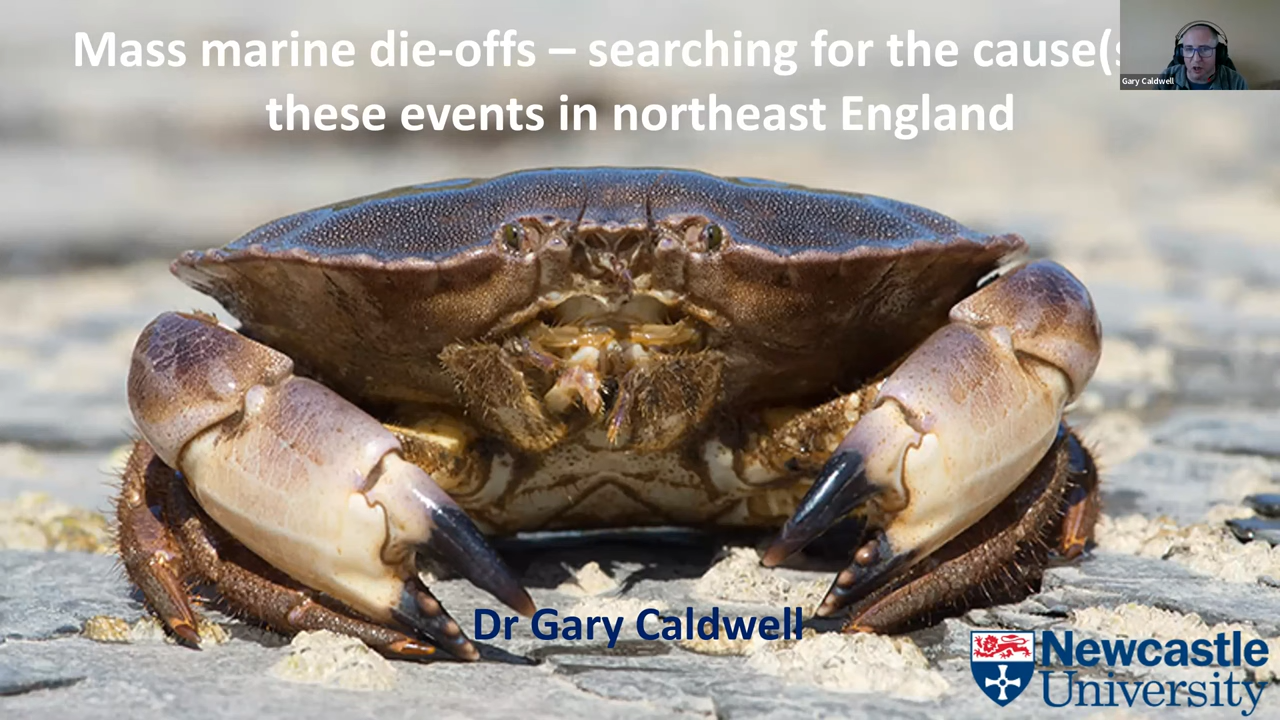 Mass marine die-offs – searching for the cause(s
these events in northeast England
Gary Caldwell
Dr Gary Caldwell
Newcastle
University